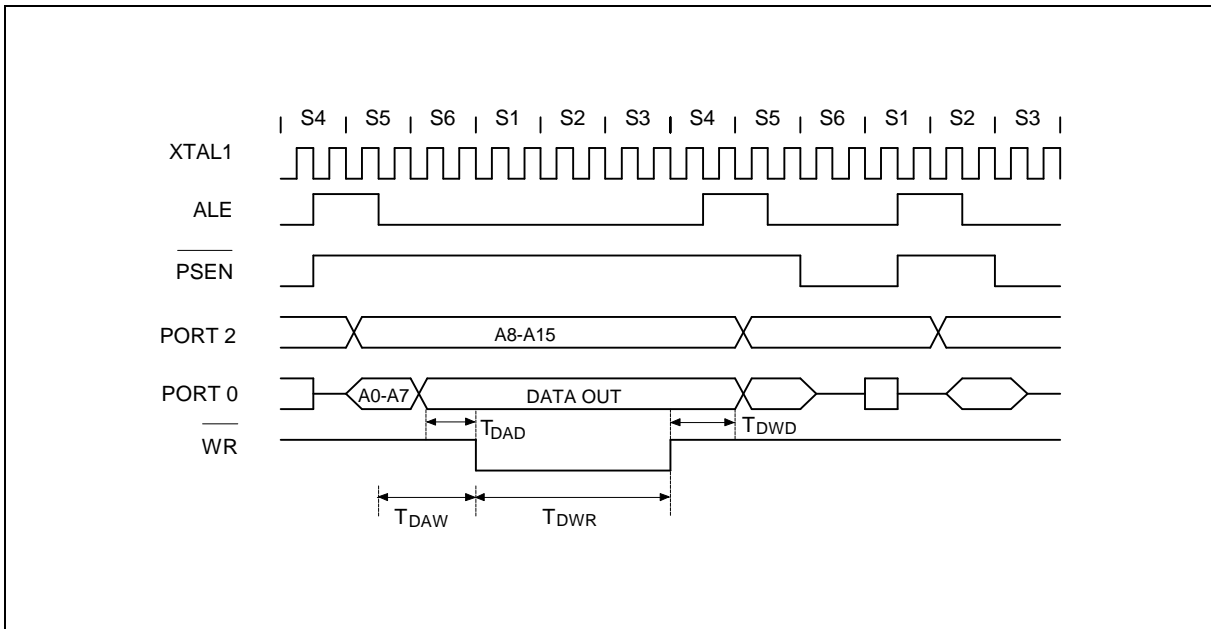 S4 S5 S6 S1 S2 S3 S4 S5 S6 S1 S2 S3
XTAL1
ALE
PSEN
PORT 2
A8-A15
PORT 0
A0-A7
DATA OUT
TDAD
TDWD
WR
TDAW
TDWR